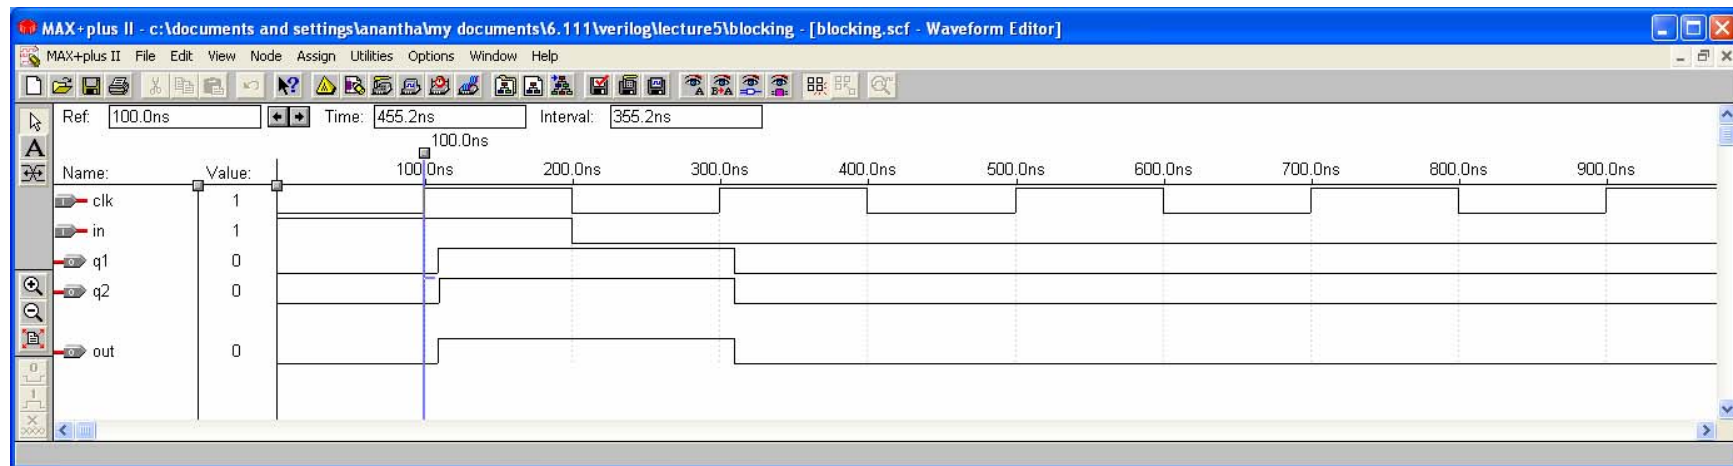 MAX+plus II - c:\documents and settings\anantha\my documents\6.111\verilog\lecture5\blocking - [blocking.scf - Waveform Editor]
MAX+plus II File Edit View Node Assign Utilities Options Window Help
Ref: 100.0ns Time: 455.2ns Interval: 355.2ns
100.0ns
Name: Value: 100.0ns 200.0ns 300.0ns 400.0ns 500.0ns 600.0ns 700.0ns 800.0ns 900.0ns
clk 1
in 1
q1 0
q2 0
out 0